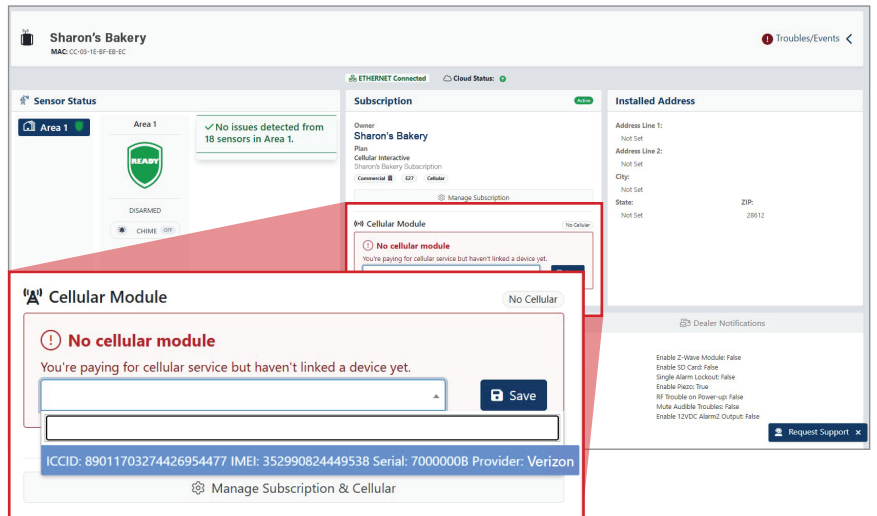 Sharon's Bakery
MAC: CC-03-1E-BF-EB-EC
Troubles/Events
ETHERNET Connected
Cloud Status:
Sensor Status
Area 1
Area 1
READY
DISARMED
CHIME OFF
No issues detected from
18 sensors in Area 1.
Subscription
Active
Owner
Sharon's Bakery
Plan
Cellular Interactive
Sharon's Bakery Subscription
Commercial
E27
Cellular
Manage Subscription
Cellular Module
No Cellular
No cellular module
You're paying for cellular service but haven't linked a device yet.
Installed Address
Address Line 1:
Not Set
Address Line 2:
Not Set
City:
Not Set
State:
ZIP:
Not Set
28612
Dealer Notifications
Enable Z-Wave Module: False
Enable SD Card: False
Single Alarm Lockout: False
Enable Piezo: True
RF Trouble on Power-up: False
Mute Audible Troubles: False
Enable 12VDC Alarm2 Output: False
Request Support ×
Cellular Module
No Cellular
No cellular module
You're paying for cellular service but haven't linked a device yet.
Save
ICCID: 89011703274426954477 IMEI: 352990824449538 Serial: 7000000B Provider: Verizon
Manage Subscription & Cellular